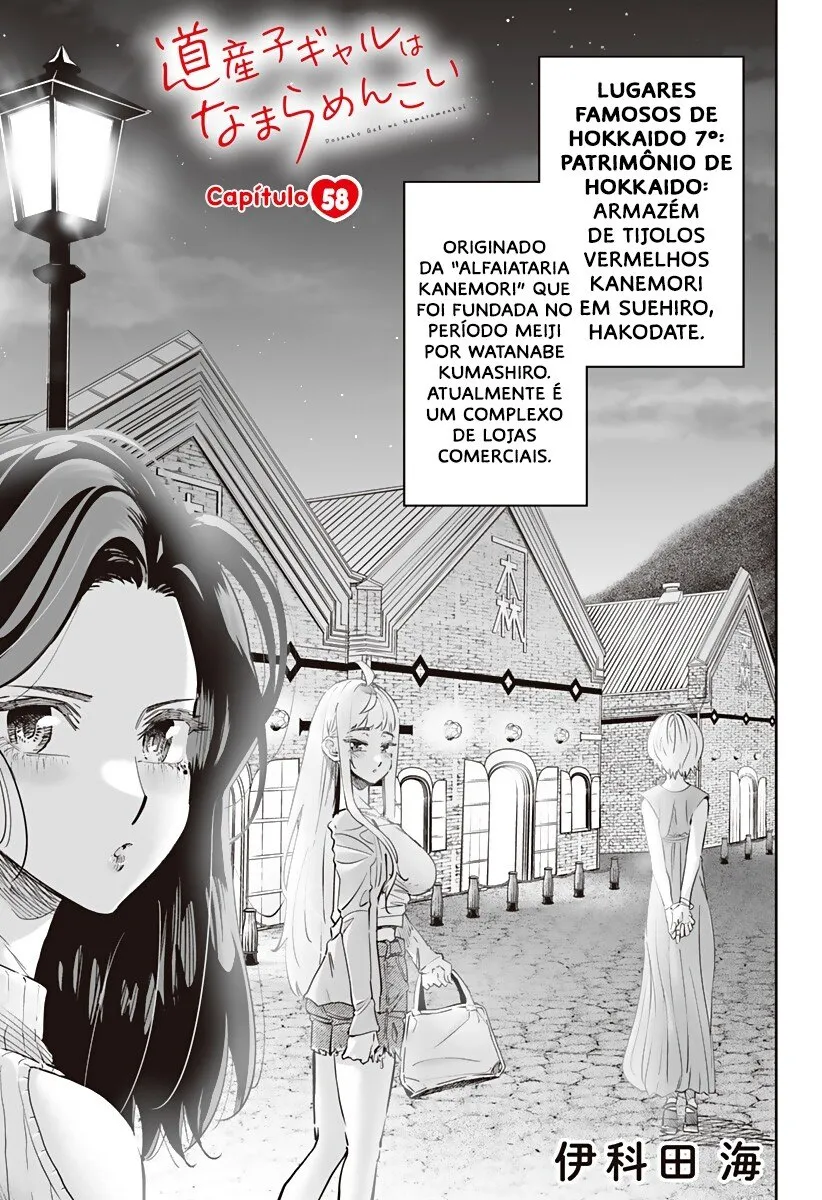 道産子ギャルは
なまらめんこい
Dosanko Gal wa Namaramenkoi
Capítulo 58
LUGARES
FAMOSOS DE
HOKKAIDO 7º:
PATRIMÔNIO DE
HOKKAIDO:
ARMAZÉM
DE TIJOLOS
VERMELHOS
KANEMORI
EM SUEHIRO,
HAKODATE.
ORIGINADO
DA "ALFAIATARIA
KANEMORI" QUE
FOI FUNDADA NO
PERÍODO MEIJI
POR WATANABE
KUMASHIRO.
ATUALMENTE É
UM COMPLEXO
DE LOJAS
COMERCIAIS.
森
伊科田 海